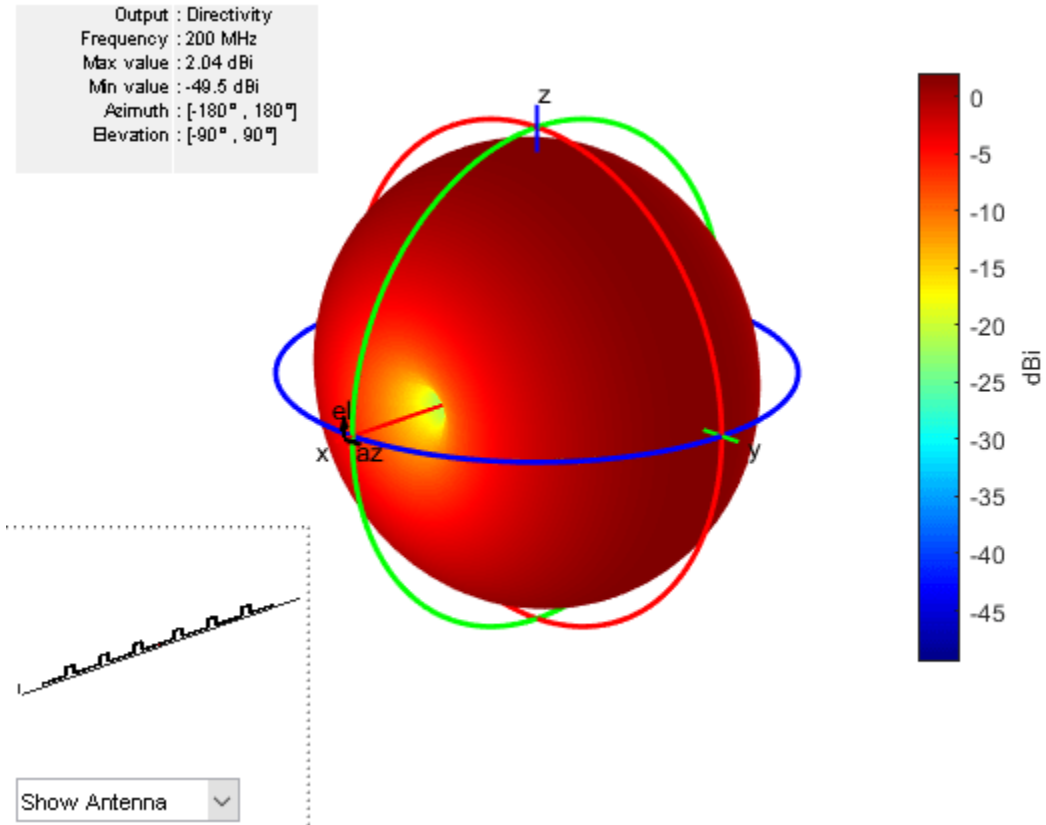 Output : Directivity
Frequency : 200 MHz
Max value : 2.04 dBi
Min value : -49.5 dBi
Azimuth : [-180° , 180°]
Elevation : [-90° , 90°]
z
el
x
az
y
0
-5
-10
-15
-20
-25
-30
-35
-40
-45
dBi
Show Antenna